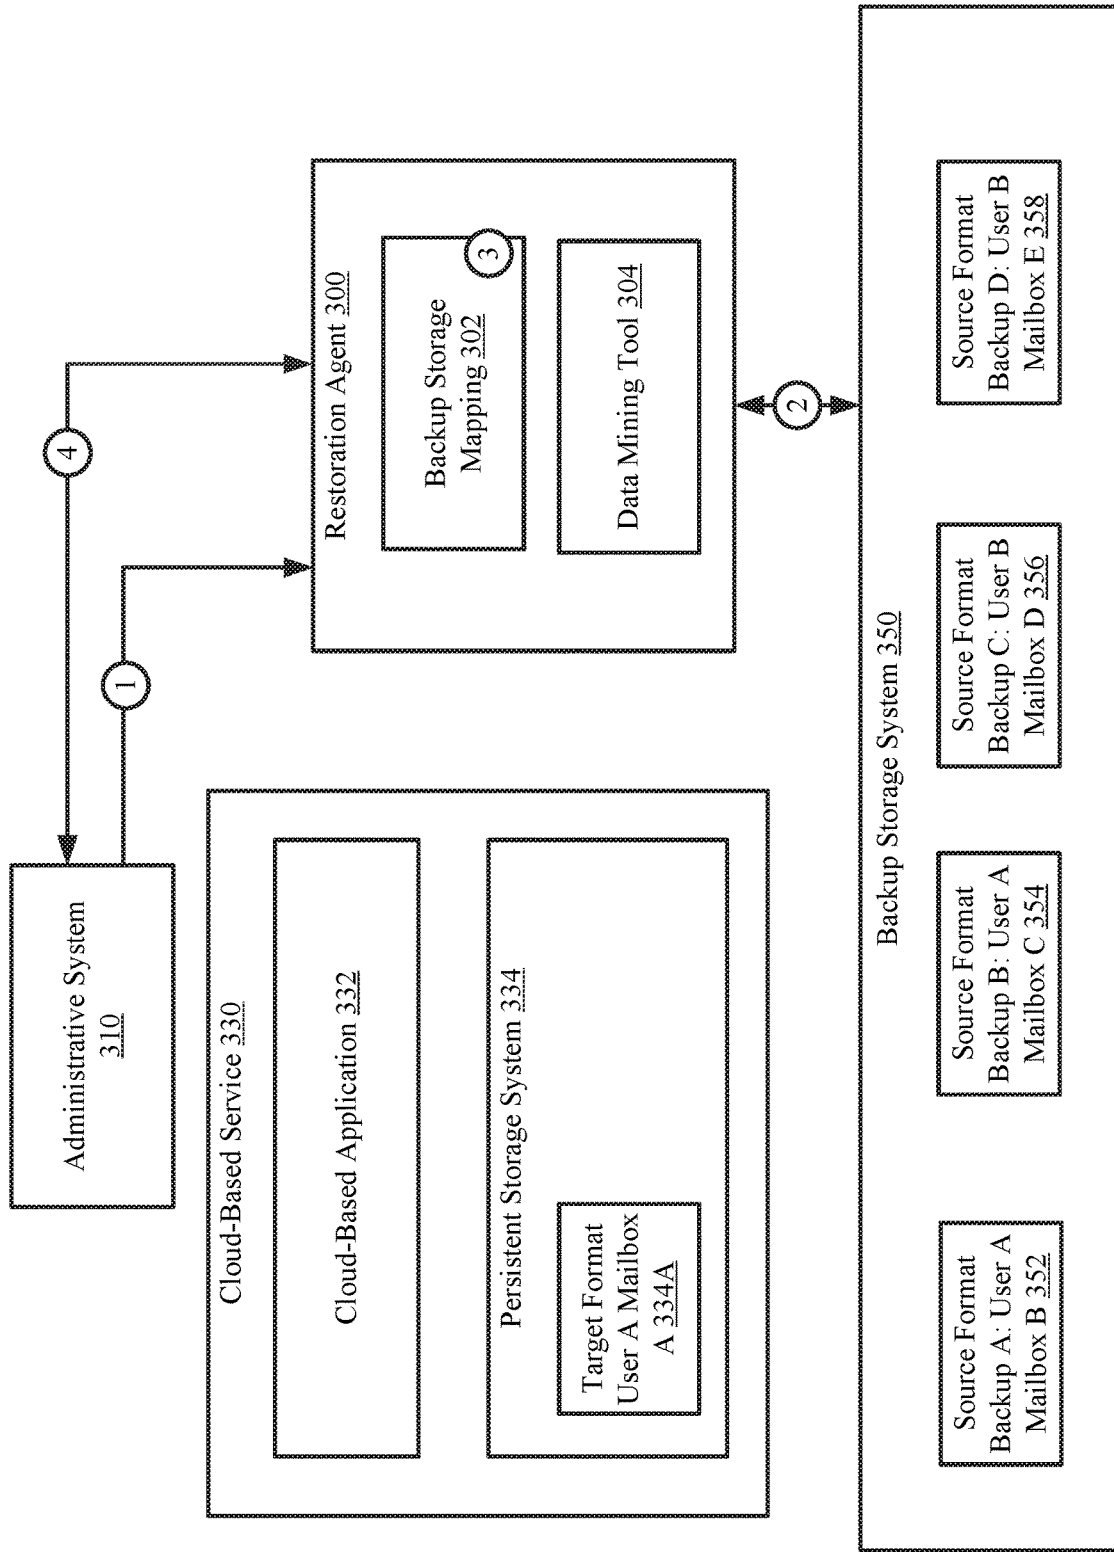 Administrative System
310
4
1
Cloud-Based Service 330
Cloud-Based Application 332
Persistent Storage System 334
Target Format
User A Mailbox
A 334A
Restoration Agent 300
Backup Storage
Mapping 302
3
Data Mining Tool 304
2
Backup Storage System 350
Source Format
Backup A: User A
Mailbox B 352
Source Format
Backup B: User A
Mailbox C 354
Source Format
Backup C: User B
Mailbox D 356
Source Format
Backup D: User B
Mailbox E 358